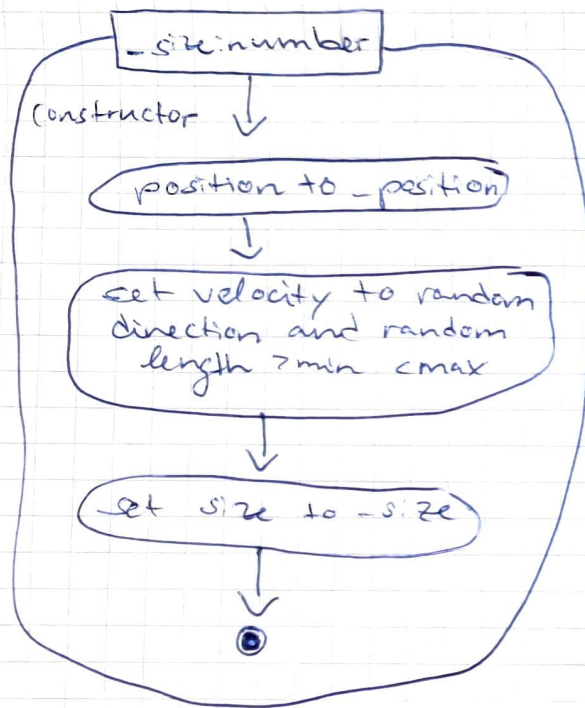 _size:number
constructor
position to _position
set velocity to random
direction and random
length >min <max
set size to _size